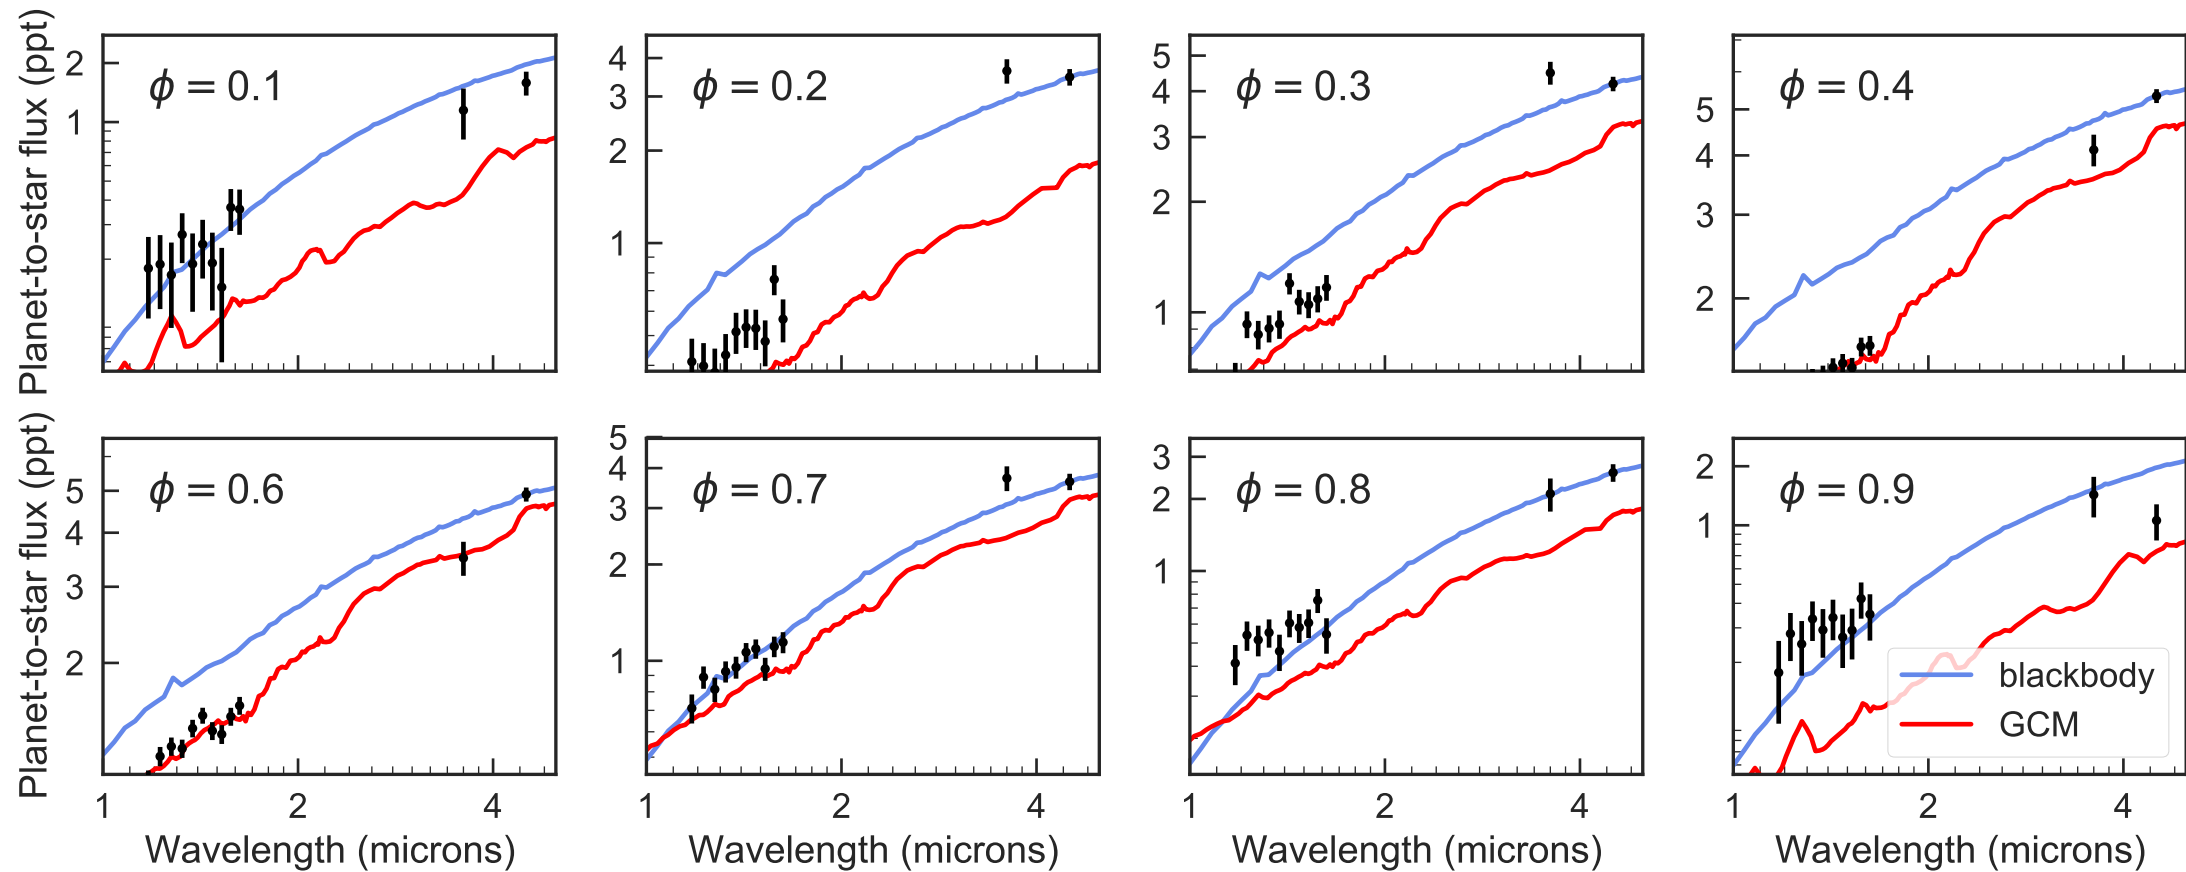 Planet-to-star flux (ppt)
2
1
ϕ = 0.1
4
3
2
1
ϕ = 0.2
5
4
3
2
1
ϕ = 0.3
5
4
3
2
ϕ = 0.4
Planet-to-star flux (ppt)
5
4
3
2
ϕ = 0.6
1 2 4
Wavelength (microns)
5
4
3
2
1
ϕ = 0.7
1 2 4
Wavelength (microns)
3
2
1
ϕ = 0.8
1 2 4
Wavelength (microns)
2
1
ϕ = 0.9
blackbody
GCM
1 2 4
Wavelength (microns)